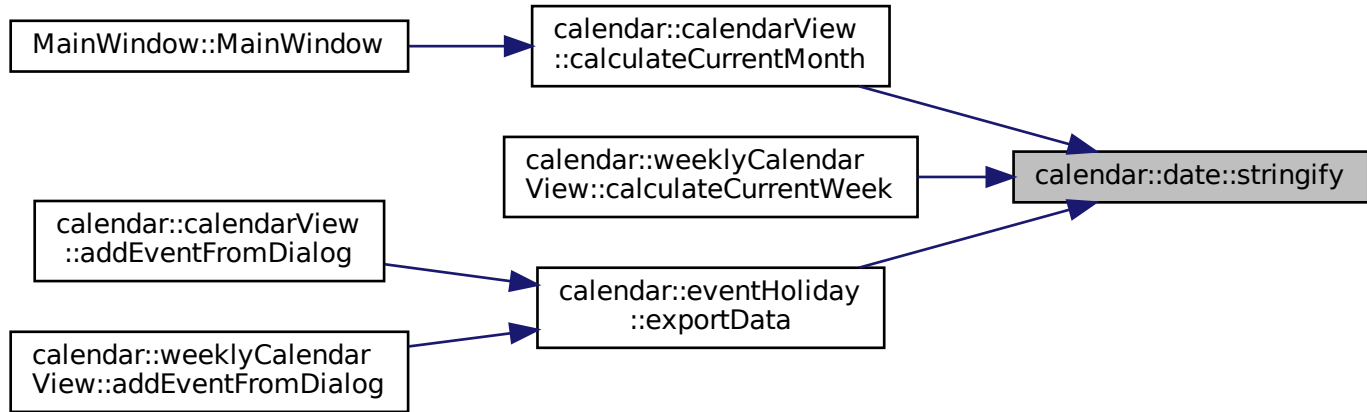 MainWindow::MainWindow
calendar::calendarView
::calculateCurrentMonth
calendar::weeklyCalendar
View::calculateCurrentWeek
calendar::date::stringify
calendar::calendarView
::addEventFromDialog
calendar::eventHoliday
::exportData
calendar::weeklyCalendar
View::addEventFromDialog